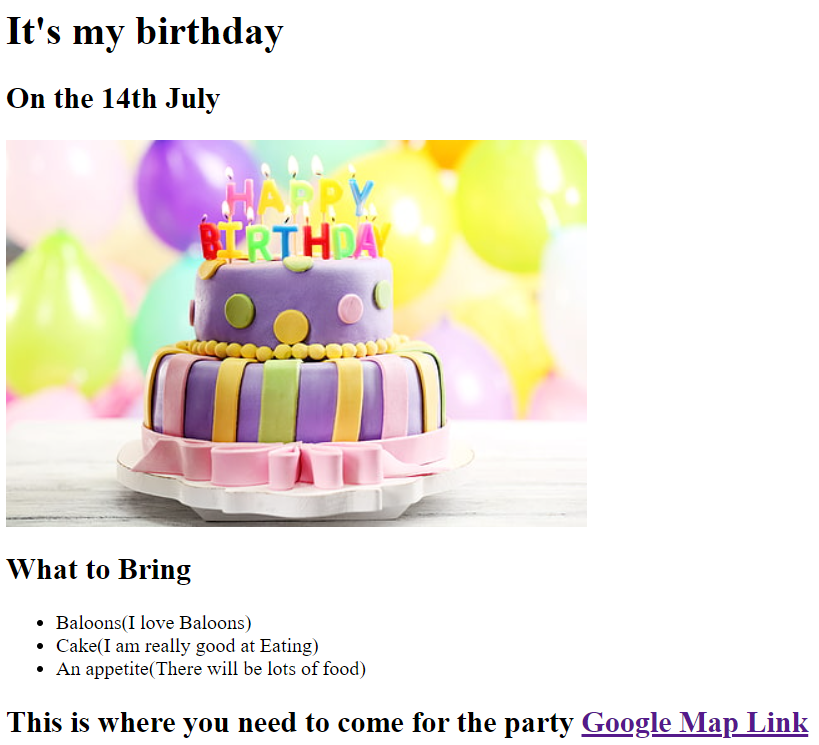 It's my birthday
On the 14th July
HAPPY
BIRTHDAY
What to Bring
Baloons(I love Baloons)
Cake(I am really good at Eating)
An appetite(There will be lots of food)
This is where you need to come for the party Google Map Link